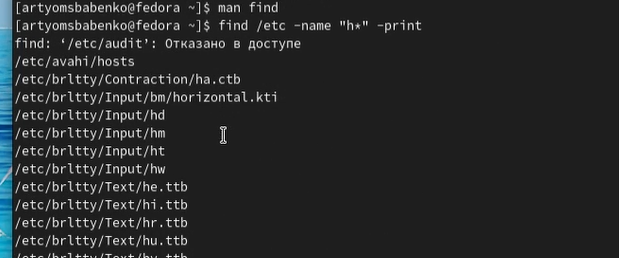 [artyomsbabenko@fedora ~]$ man find
[artyomsbabenko@fedora ~]$ find /etc -name "h*" -print
find: ‘/etc/audit’: Отказано в доступе
/etc/avahi/hosts
/etc/brltty/Contraction/ha.ctb
/etc/brltty/Input/bm/horizontal.kti
/etc/brltty/Input/hd
/etc/brltty/Input/hm
/etc/brltty/Input/ht
/etc/brltty/Input/hw
/etc/brltty/Text/he.ttb
/etc/brltty/Text/hi.ttb
/etc/brltty/Text/hr.ttb
/etc/brltty/Text/hu.ttb